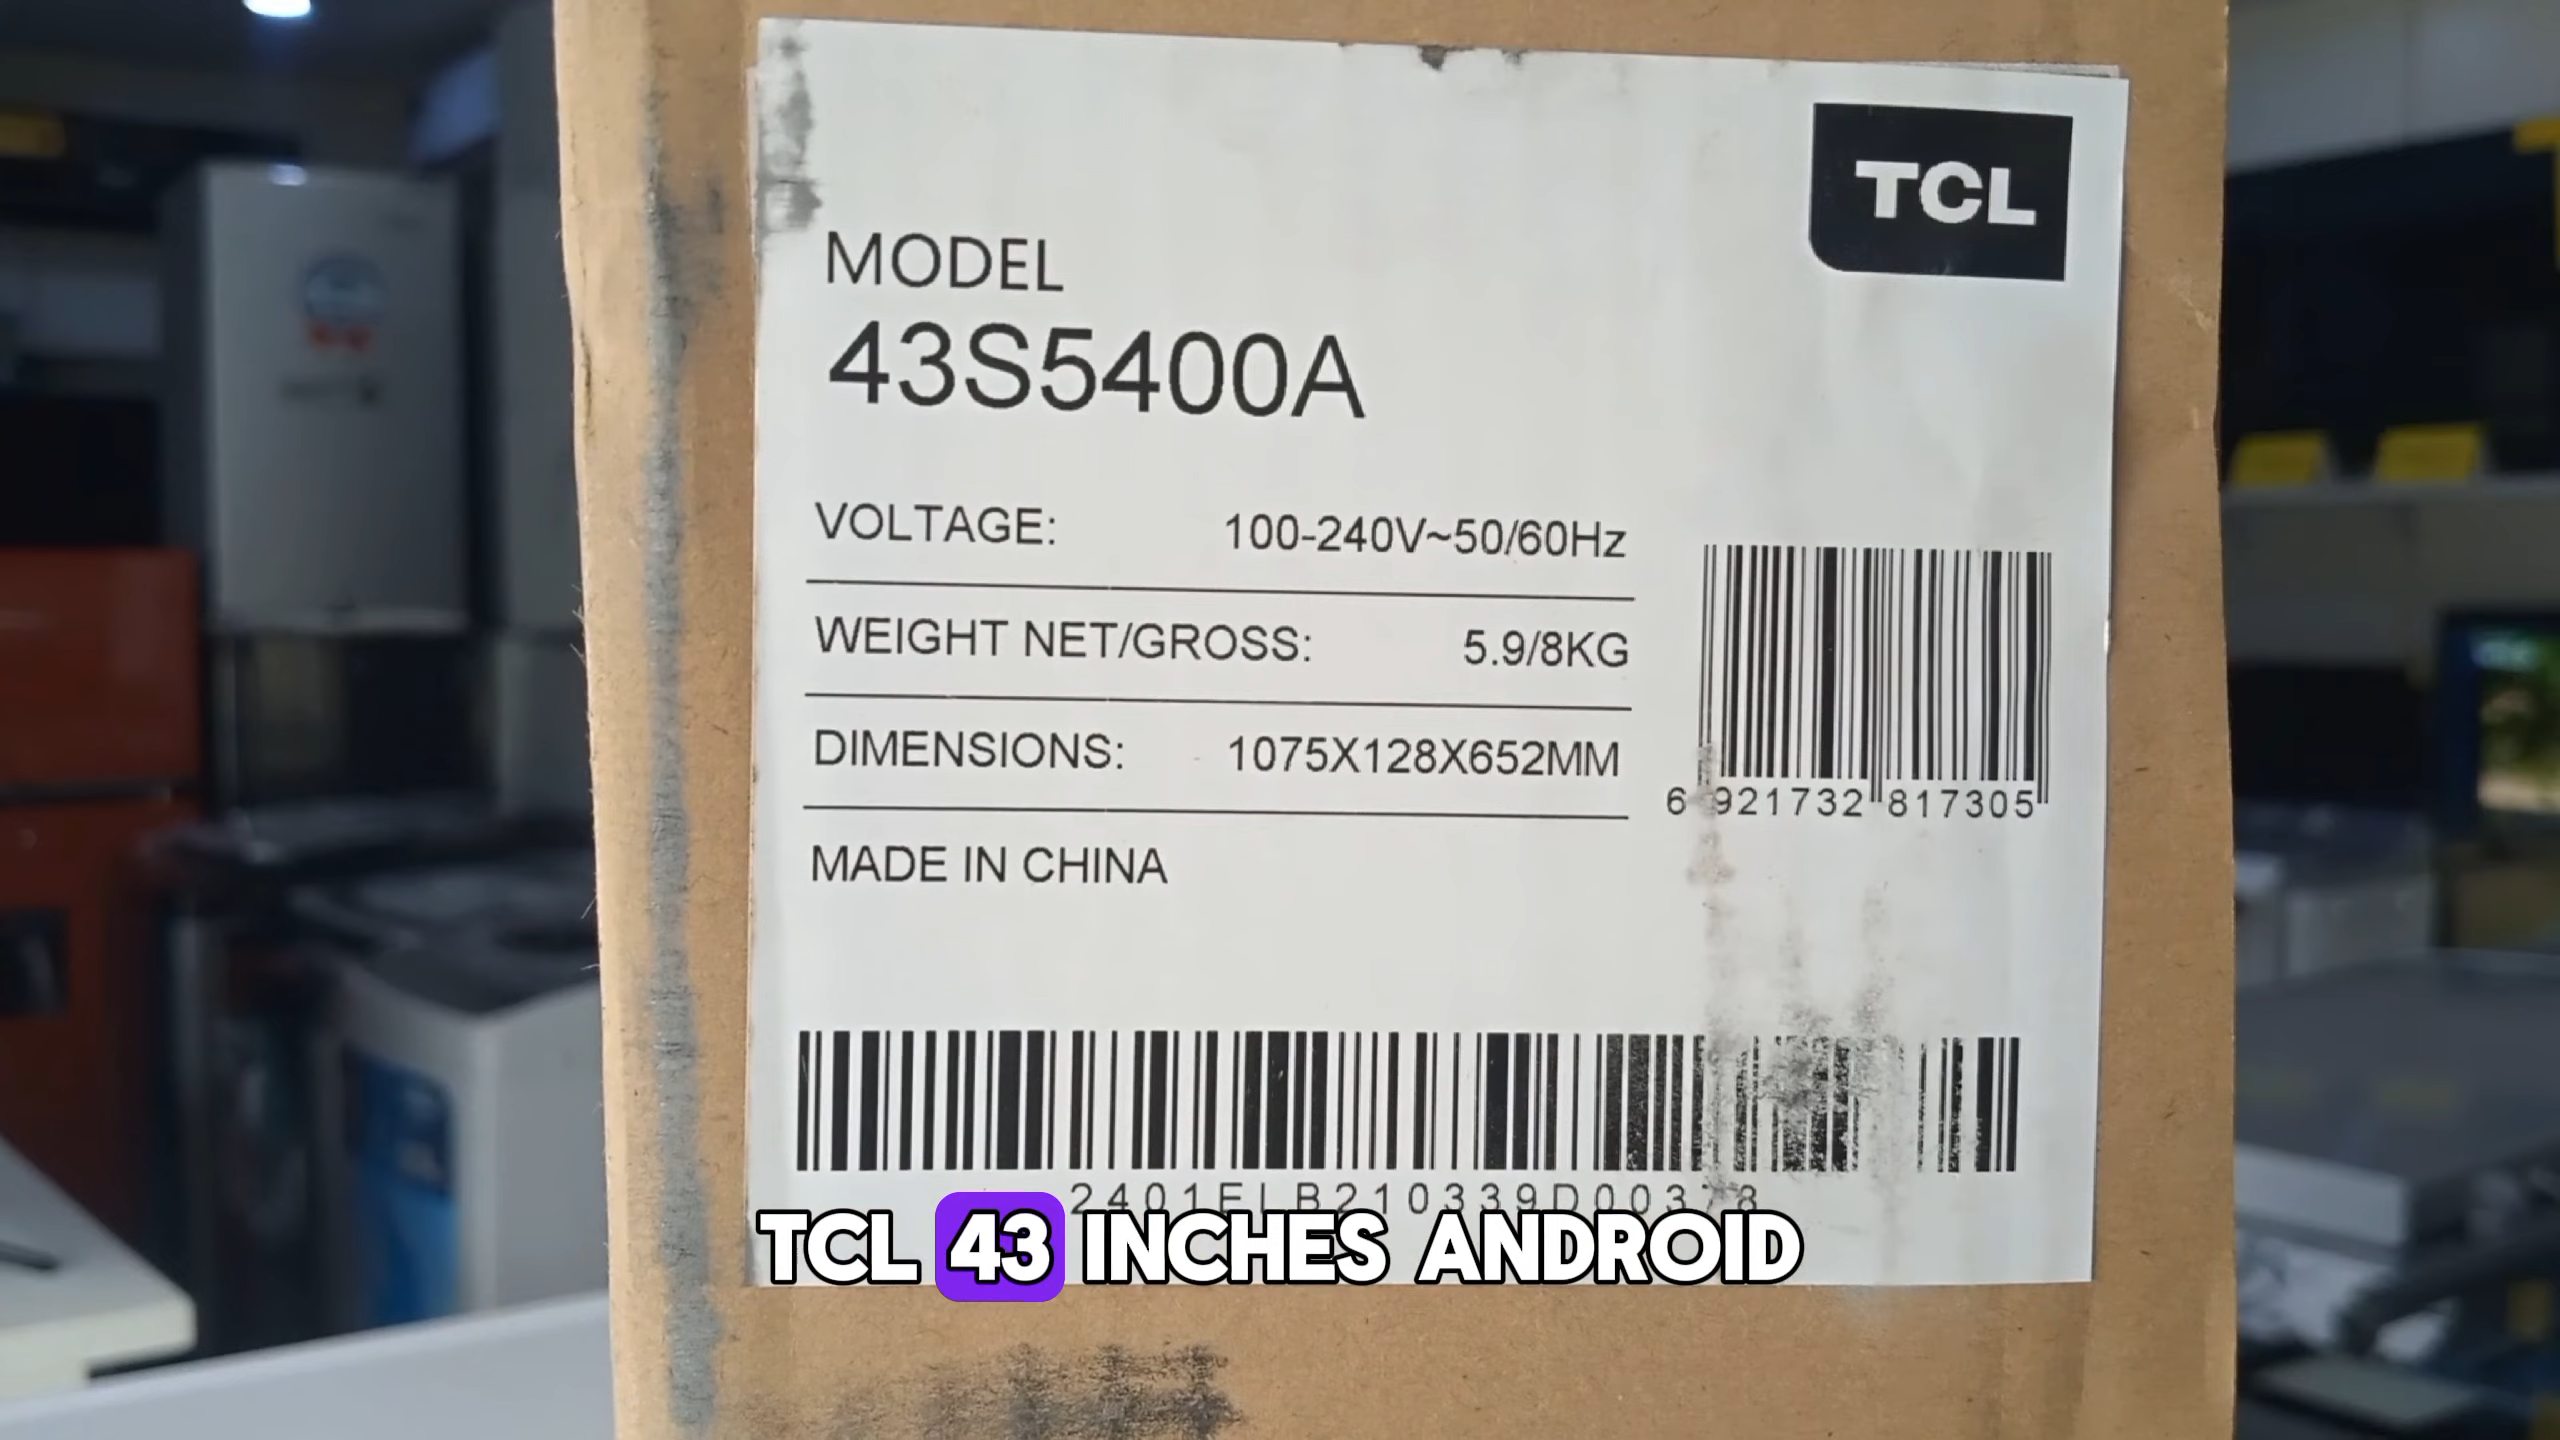 TCL
MODEL
43S5400A
VOLTAGE: 100-240V~50/60Hz
WEIGHT NET/GROSS: 5.9/8KG
DIMENSIONS: 1075X128X652MM
6 921732 817305
MADE IN CHINA
TCL 43 INCHES ANDROID